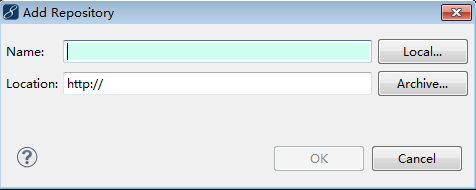 Add Repository
Name: Local...
Location: http:// Archive...
? OK Cancel